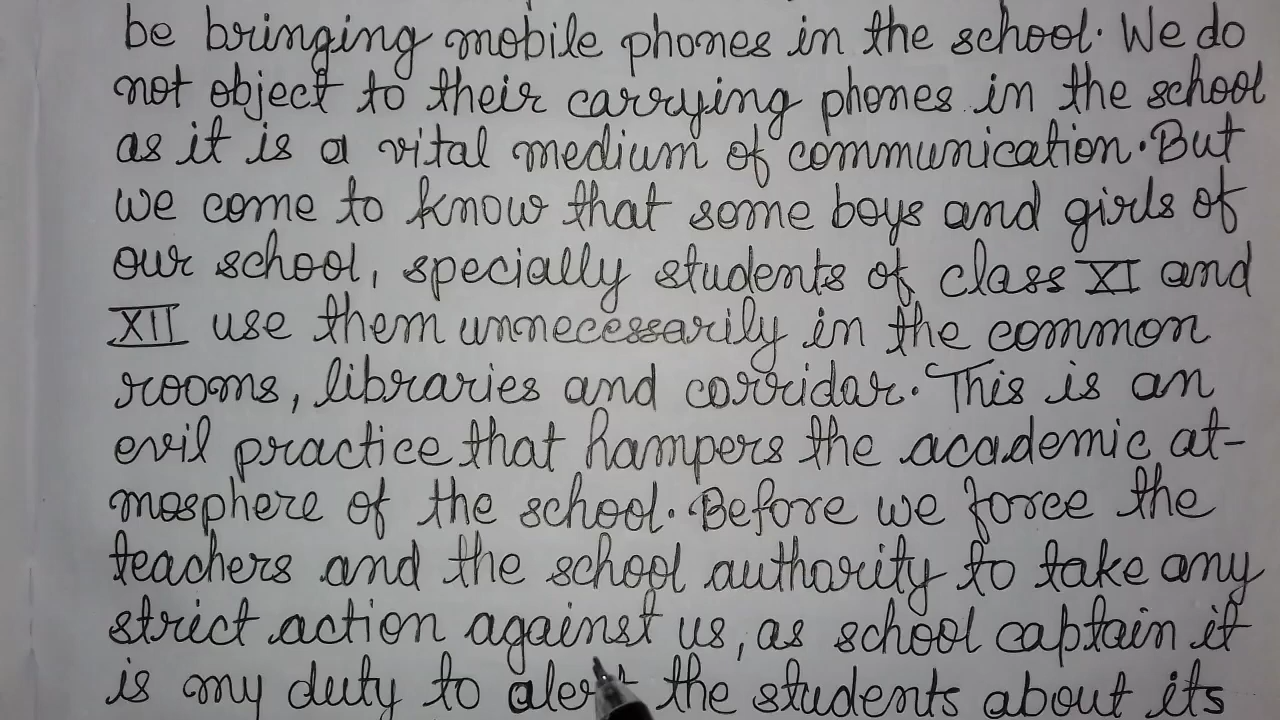 be bringing mobile phones in the school. We do
not object to their carrying phones in the school
as it is a vital medium of communication. But
we come to know that some boys and girls of
our school, specially students of class XI and
XII use them unnecessarily in the common
rooms, libraries and corridor. This is an
evil practice that hampers the academic at-
mosphere of the school. Before we force the
teachers and the school authority to take any
strict action against us, as school captain it
is my duty to alert the students about its